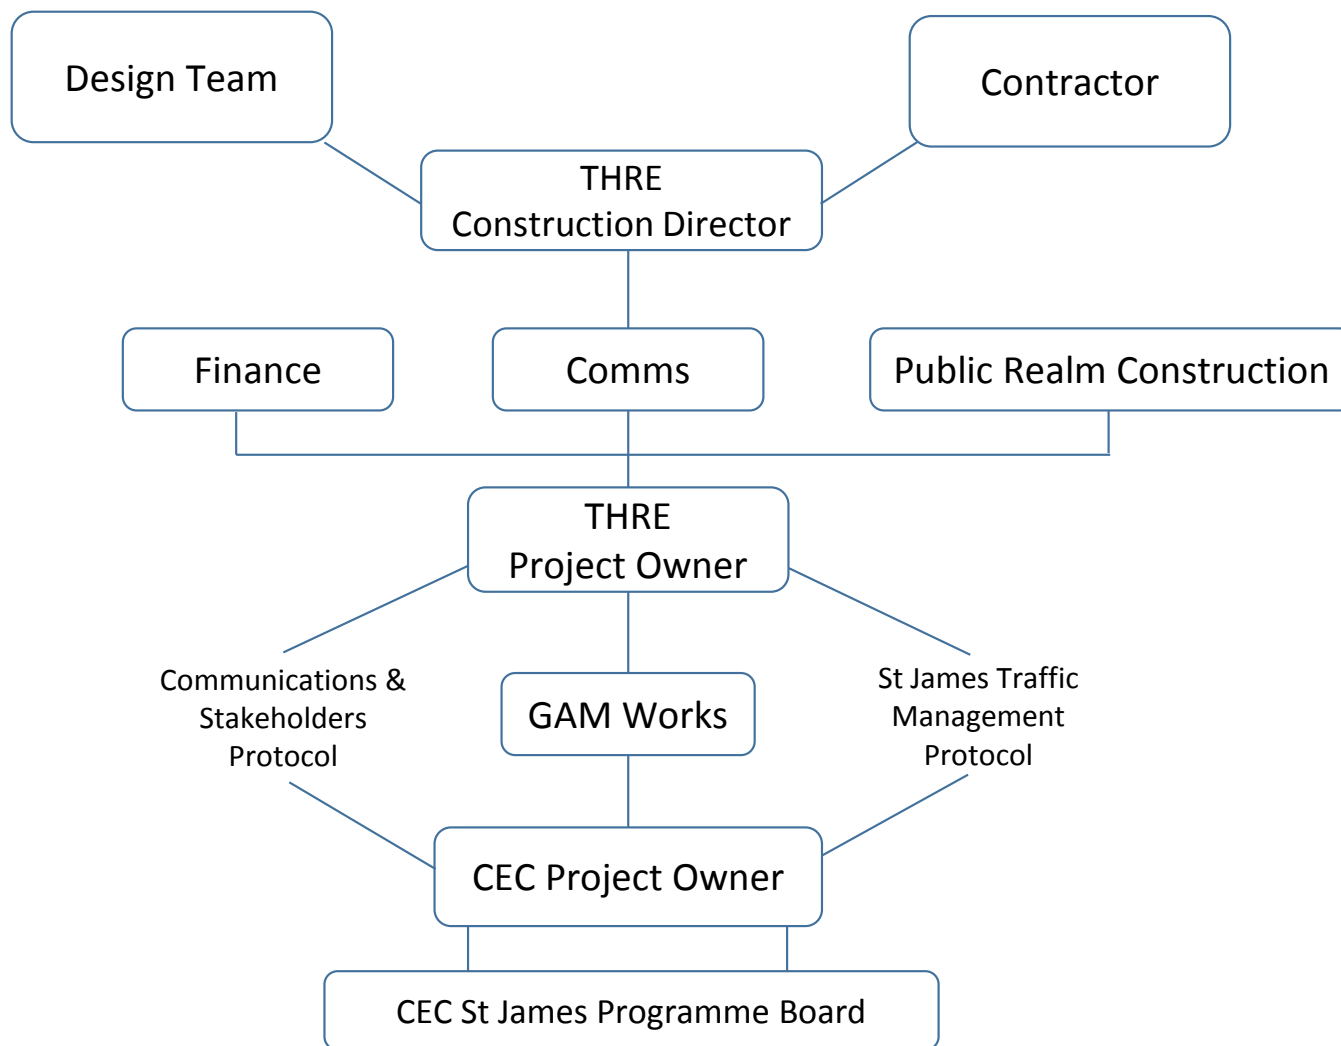 Design Team
Contractor
THRE
Construction Director
Finance
Comms
Public Realm Construction
THRE
Project Owner
Communications &
Stakeholders
Protocol
GAM Works
St James Traffic
Management
Protocol
CEC Project Owner
CEC St James Programme Board